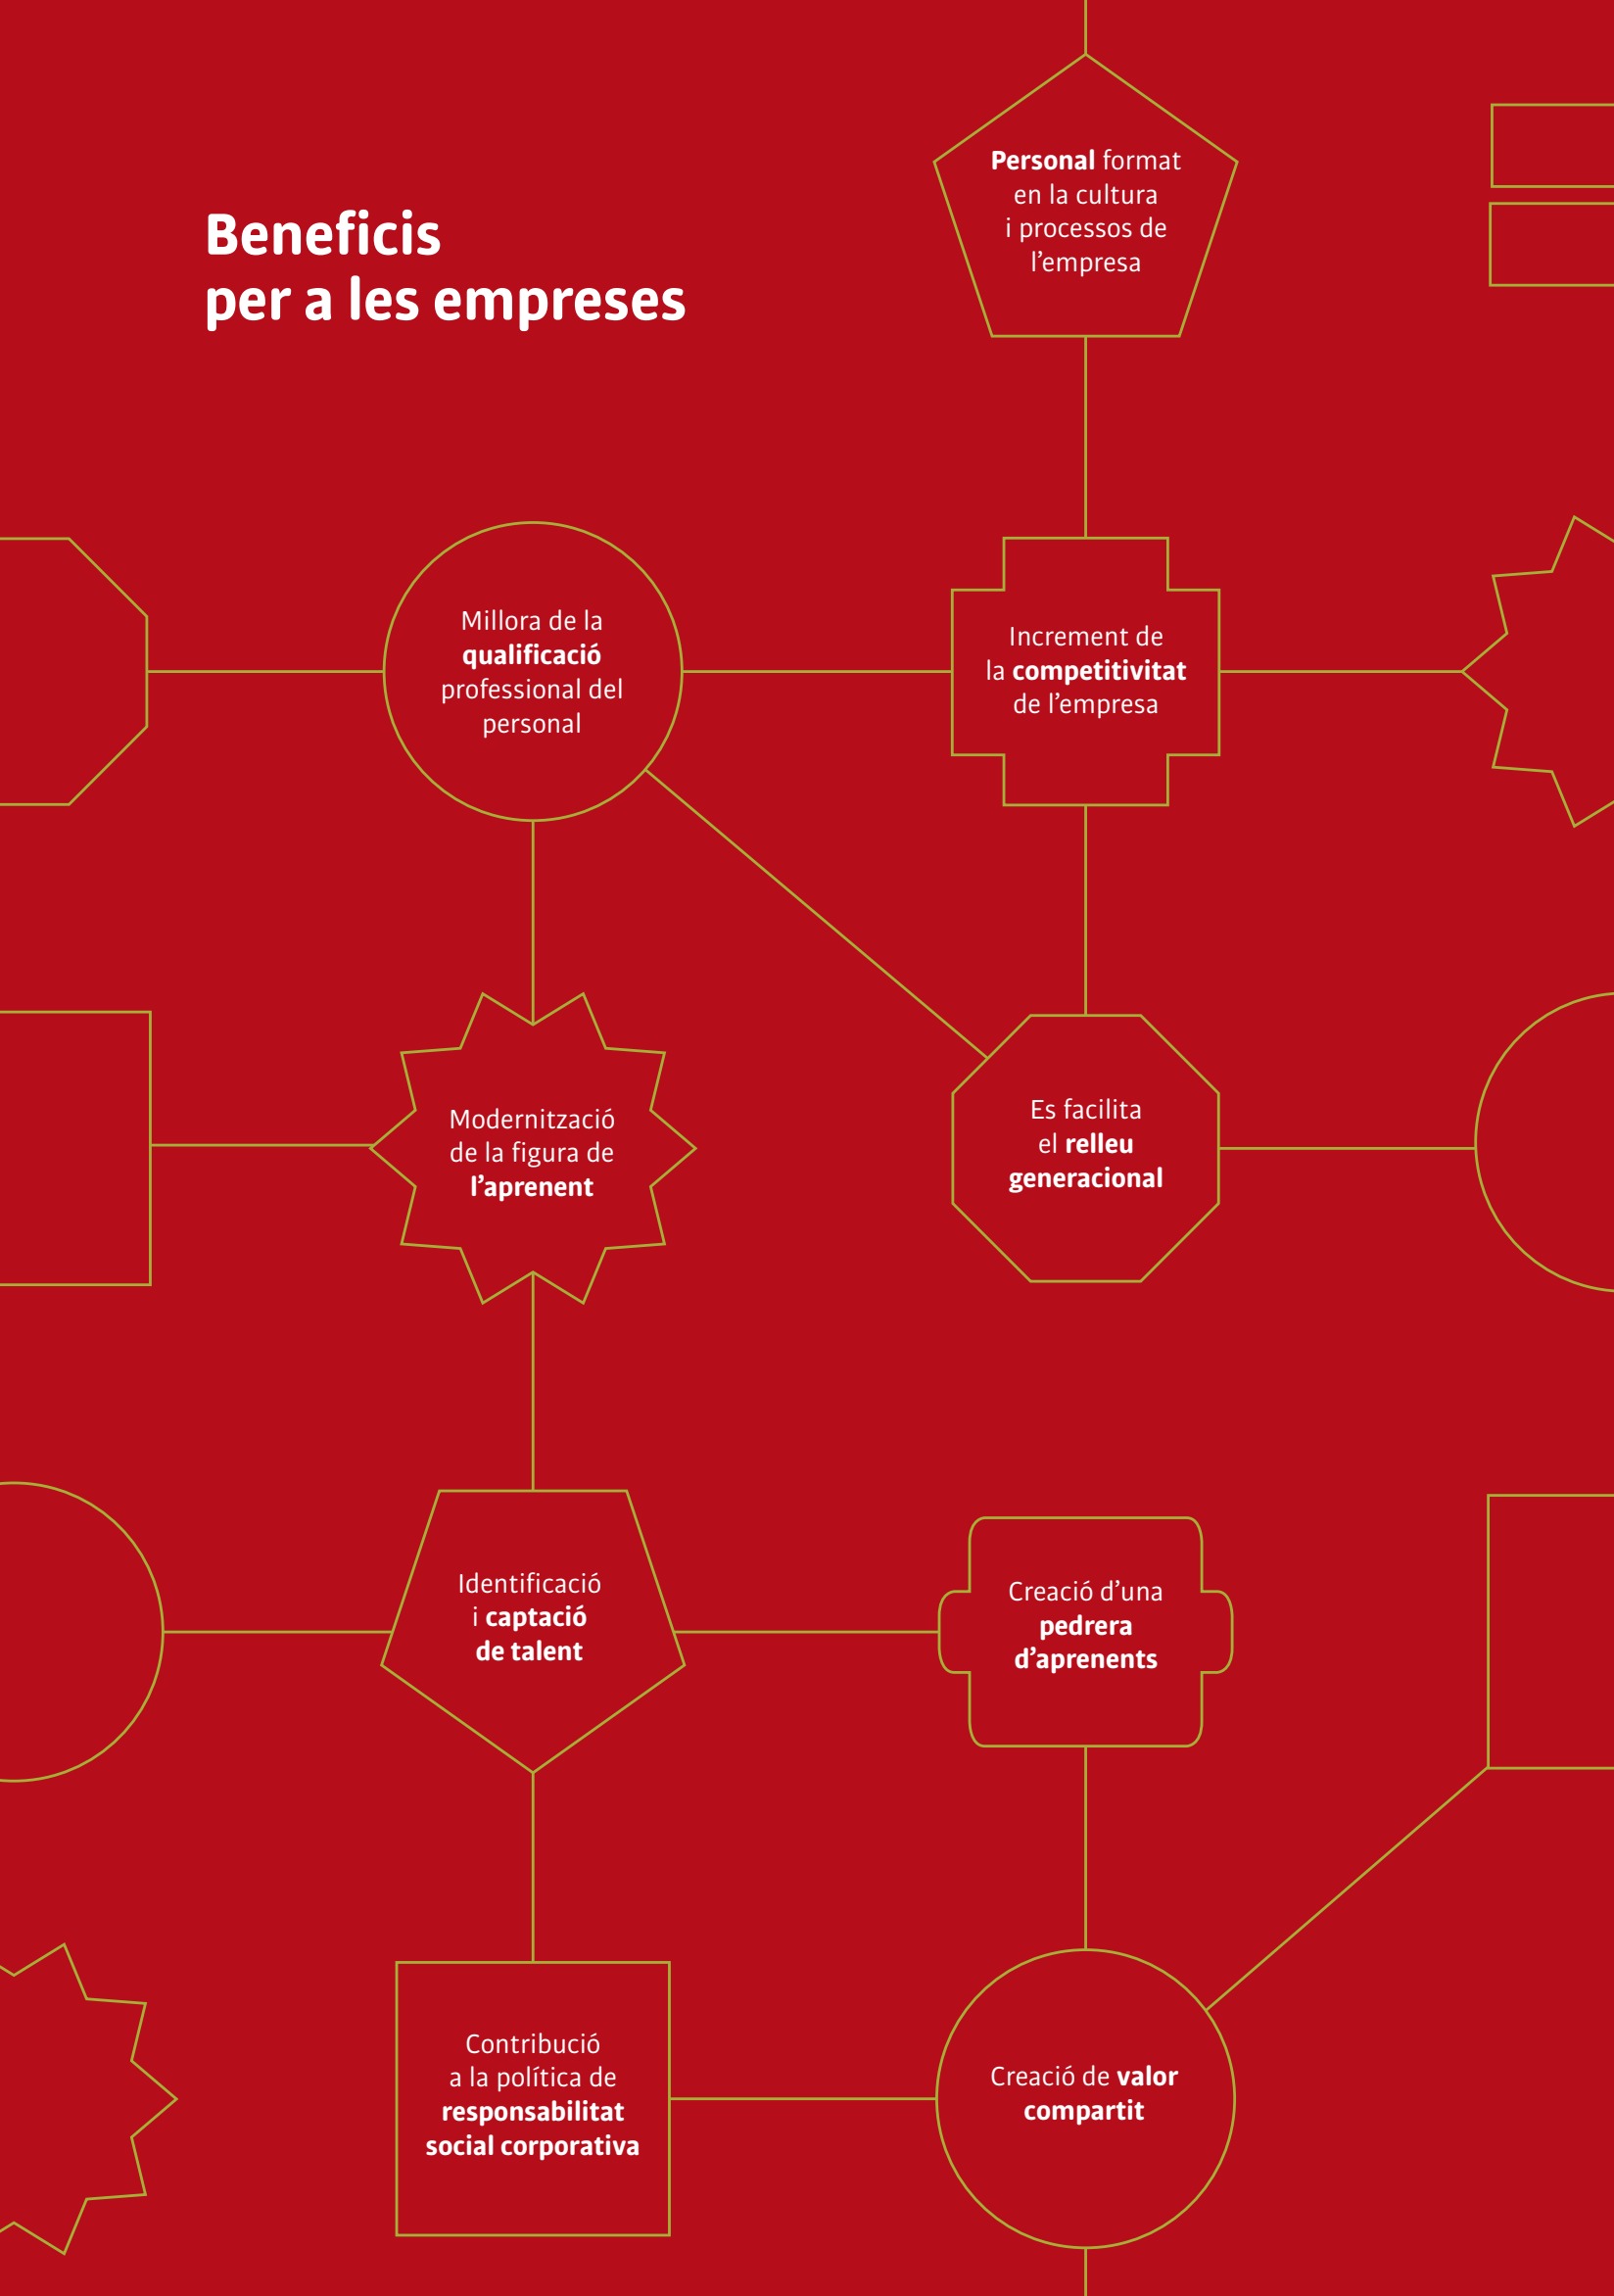 Beneficis
per a les empreses
Personal format
en la cultura
i processos de
l’empresa
Millora de la
qualificació
professional del
personal
Increment de
la competitivitat
de l’empresa
Modernització
de la figura de
l’aprenent
Es facilita
el relleu
generacional
Identificació
i captació
de talent
Creació d’una
pedrera
d’aprenents
Contribució
a la política de
responsabilitat
social corporativa
Creació de valor
compartit